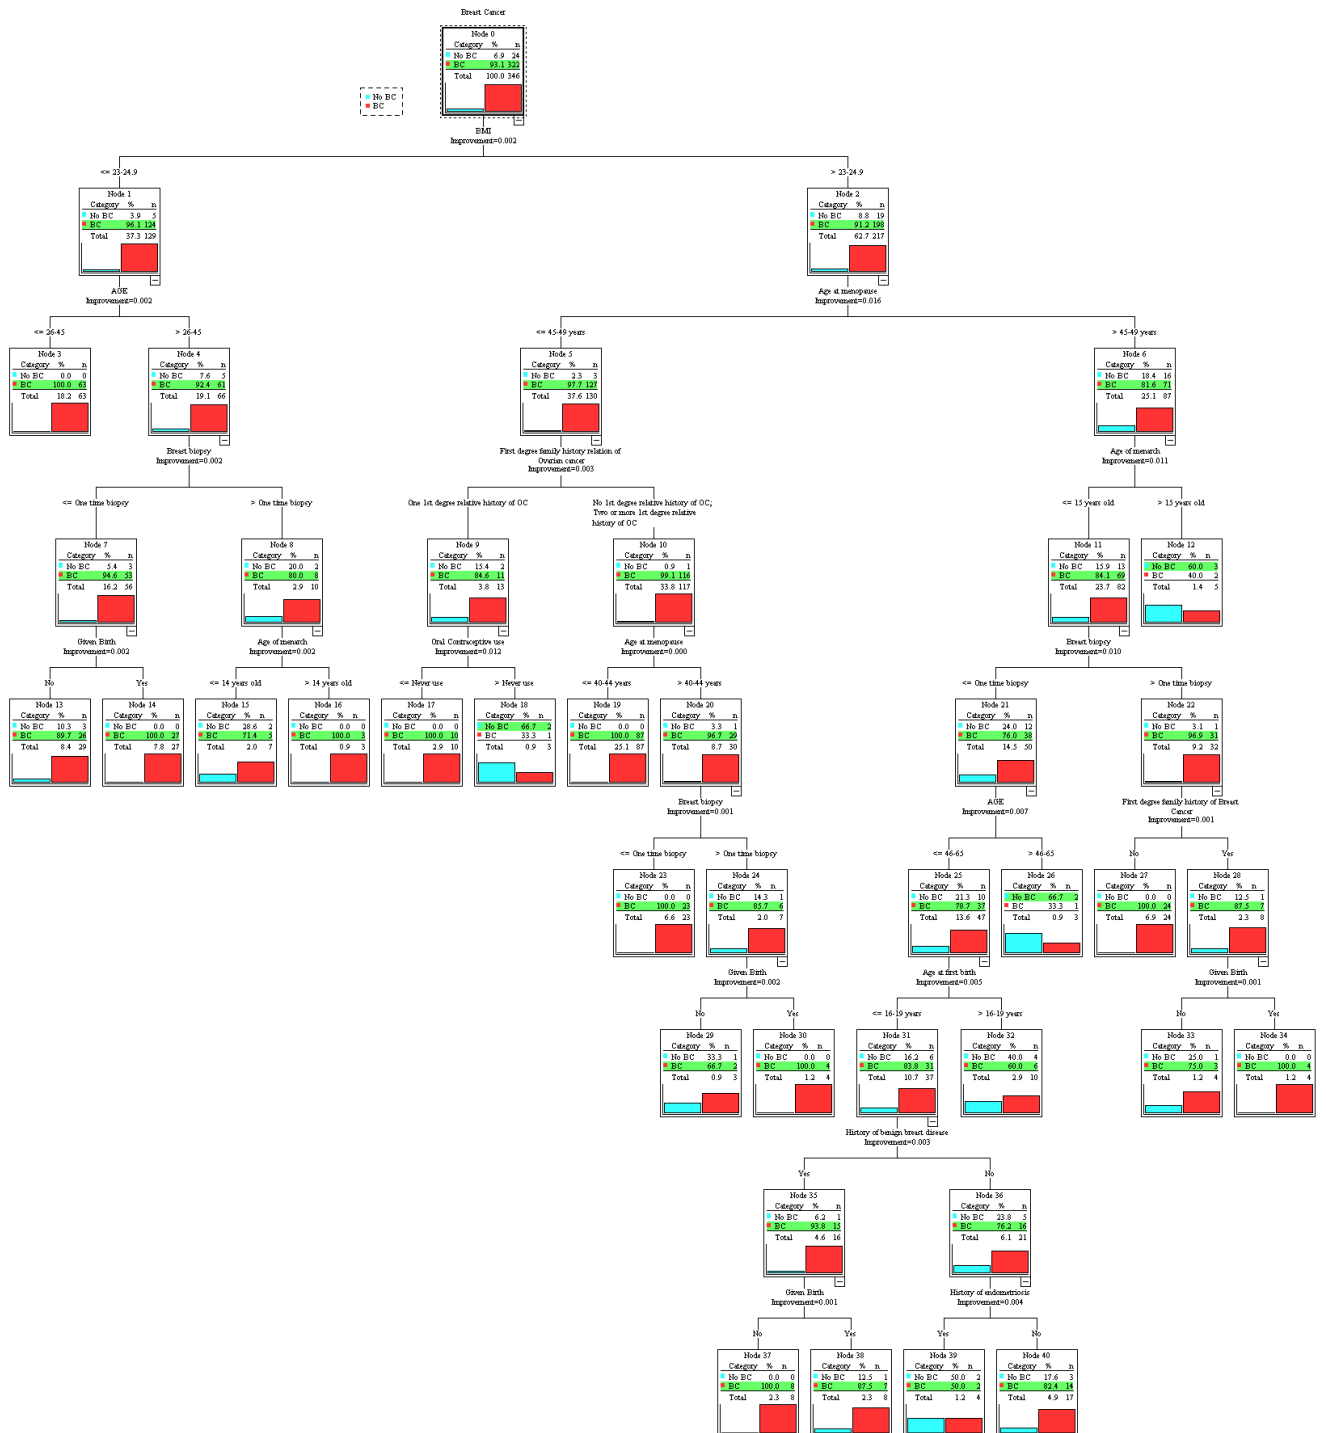 Breast Cancer
Node 0
Category % n
No BC 6.9 24
BC 93.1 322
Total 100.0 346
No BC
BC
BMI
Improvement=0.002
<= 23-24.9
> 23-24.9
Node 1
Category % n
No BC 3.9 5
BC 96.1 124
Total 37.3 129
Node 2
Category % n
No BC 8.8 19
BC 91.2 198
Total 62.7 217
AGE
Improvement=0.002
Age at menopause
Improvement=0.016
<= 26-45
> 26-45
<= 45-49 years
> 45-49 years
Node 3
Category % n
No BC 0.0 0
BC 100.0 63
Total 18.2 63
Node 4
Category % n
No BC 7.6 5
BC 92.4 61
Total 19.1 66
Node 5
Category % n
No BC 2.3 3
BC 97.7 127
Total 37.6 130
Node 6
Category % n
No BC 18.4 16
BC 81.6 71
Total 25.1 87
Breast biopsy
Improvement=0.002
First degree family history relation of
Ovarian cancer
Improvement=0.003
Age of menarch
Improvement=0.011
<= One time biopsy
> One time biopsy
One 1st degree relative history of OC
No 1st degree relative history of OC;
Two or more 1st degree relative
history of OC
<= 15 years old
> 15 years old
Node 7
Category % n
No BC 5.4 3
BC 94.6 53
Total 16.2 56
Node 8
Category % n
No BC 20.0 2
BC 80.0 8
Total 2.9 10
Node 9
Category % n
No BC 15.4 2
BC 84.6 11
Total 3.8 13
Node 10
Category % n
No BC 0.9 1
BC 99.1 116
Total 33.8 117
Node 11
Category % n
No BC 15.9 13
BC 84.1 69
Total 23.7 82
Node 12
Category % n
No BC 60.0 3
BC 40.0 2
Total 1.4 5
Given Birth
Improvement=0.002
Age of menarch
Improvement=0.002
Oral Contraceptive use
Improvement=0.012
Age at menopause
Improvement=0.000
Breast biopsy
Improvement=0.010
No
Yes
<= 14 years old
> 14 years old
<= Never use
> Never use
<= 40-44 years
> 40-44 years
<= One time biopsy
> One time biopsy
Node 13
Category % n
No BC 10.3 3
BC 89.7 26
Total 8.4 29
Node 14
Category % n
No BC 0.0 0
BC 100.0 27
Total 7.8 27
Node 15
Category % n
No BC 28.6 2
BC 71.4 5
Total 2.0 7
Node 16
Category % n
No BC 0.0 0
BC 100.0 3
Total 0.9 3
Node 17
Category % n
No BC 0.0 0
BC 100.0 10
Total 2.9 10
Node 18
Category % n
No BC 66.7 2
BC 33.3 1
Total 0.9 3
Node 19
Category % n
No BC 0.0 0
BC 100.0 87
Total 25.1 87
Node 20
Category % n
No BC 3.3 1
BC 96.7 29
Total 8.7 30
Node 21
Category % n
No BC 24.0 12
BC 76.0 38
Total 14.5 50
Node 22
Category % n
No BC 3.1 1
BC 96.9 31
Total 9.2 32
Breast biopsy
Improvement=0.001
AGE
Improvement=0.007
First degree family history of Breast
Cancer
Improvement=0.001
<= One time biopsy
> One time biopsy
<= 46-65
> 46-65
No
Yes
Node 23
Category % n
No BC 0.0 0
BC 100.0 23
Total 6.6 23
Node 24
Category % n
No BC 14.3 1
BC 85.7 6
Total 2.0 7
Node 25
Category % n
No BC 21.3 10
BC 78.7 37
Total 13.6 47
Node 26
Category % n
No BC 66.7 2
BC 33.3 1
Total 0.9 3
Node 27
Category % n
No BC 0.0 0
BC 100.0 24
Total 6.9 24
Node 28
Category % n
No BC 12.5 1
BC 87.5 7
Total 2.3 8
Given Birth
Improvement=0.002
Age at first birth
Improvement=0.005
Given Birth
Improvement=0.001
No
Yes
<= 16-19 years
> 16-19 years
No
Yes
Node 29
Category % n
No BC 33.3 1
BC 66.7 2
Total 0.9 3
Node 30
Category % n
No BC 0.0 0
BC 100.0 4
Total 1.2 4
Node 31
Category % n
No BC 16.2 6
BC 83.8 31
Total 10.7 37
Node 32
Category % n
No BC 40.0 4
BC 60.0 6
Total 2.9 10
Node 33
Category % n
No BC 25.0 1
BC 75.0 3
Total 1.2 4
Node 34
Category % n
No BC 0.0 0
BC 100.0 4
Total 1.2 4
History of benign breast disease
Improvement=0.003
Yes
No
Node 35
Category % n
No BC 6.2 1
BC 93.8 15
Total 4.6 16
Node 36
Category % n
No BC 23.8 5
BC 76.2 16
Total 6.1 21
Given Birth
Improvement=0.001
History of endometriosis
Improvement=0.004
No
Yes
Yes
No
Node 37
Category % n
No BC 0.0 0
BC 100.0 8
Total 2.3 8
Node 38
Category % n
No BC 12.5 1
BC 87.5 7
Total 2.3 8
Node 39
Category % n
No BC 50.0 2
BC 50.0 2
Total 1.2 4
Node 40
Category % n
No BC 17.6 3
BC 82.4 14
Total 4.9 17